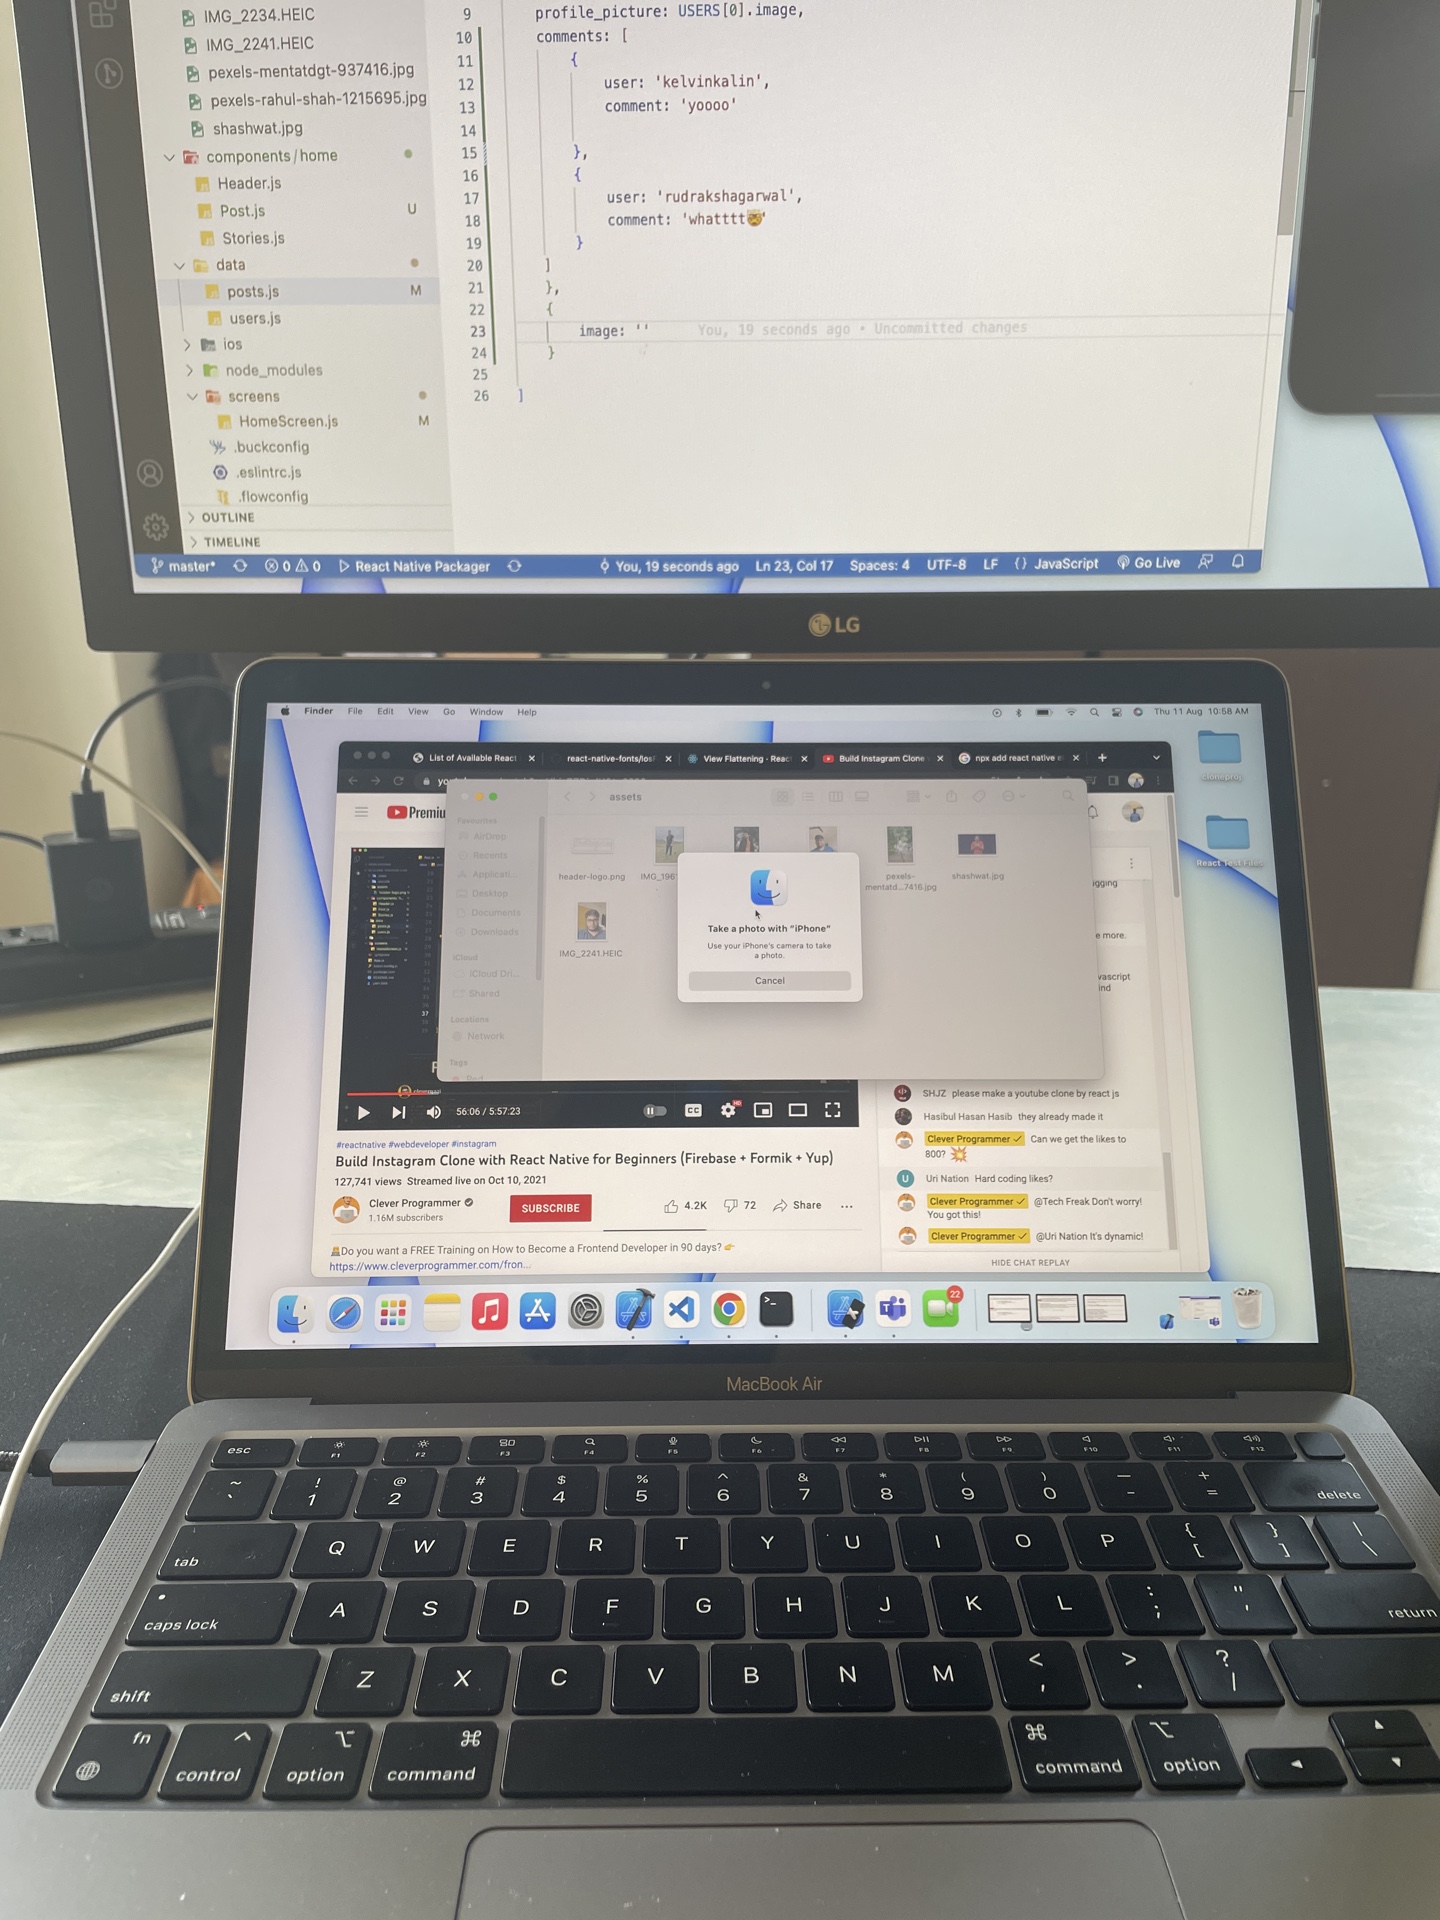 IMG_2234.HEIC
IMG_2241.HEIC
pexels-mentatdgt-937416.jpg
pexels-rahul-shah-1215695.jpg
shashwat.jpg
components/home
Header.js
Post.js U
Stories.js
data
posts.js M
users.js
ios
node_modules
screens
HomeScreen.js M
.buckconfig
.eslintrc.js
.flowconfig
OUTLINE
TIMELINE
9 profile_picture: USERS[0].image,
10 comments: [
11 {
12 user: 'kelvinkalin',
13 comment: 'yoooo'
14
15 },
16 {
17 user: 'rudrakshagarwal',
18 comment: 'whatttt🤯'
19 }
20 ]
21 },
22 {
23 image: '' You, 19 seconds ago • Uncommitted changes
24 }
25
26 ]
master* 0 0 React Native Packager You, 19 seconds ago Ln 23, Col 17 Spaces: 4 UTF-8 LF {} JavaScript Go Live
LG
Finder File Edit View Go Window Help Thu 11 Aug 10:58 AM
List of Available React react-native-fonts/ios View Flattening · React Build Instagram Clone npx add react native
Premiu
assets
Favourites
AirDrop
Recents
Applicati...
Desktop
Documents
Downloads
iCloud
iCloud Dri...
Shared
Locations
Network
Tags
header-logo.png IMG_196
pexels-
mentatd...7416.jpg
shashwat.jpg
IMG_2241.HEIC
Take a photo with "iPhone"
Use your iPhone's camera to take
a photo.
Cancel
React Test Files
gging
e more.
vascript
ind
37
56:06 / 5:57:23 CC HD
#reactnative #webdeveloper #instagram
Build Instagram Clone with React Native for Beginners (Firebase + Formik + Yup)
127,741 views Streamed live on Oct 10, 2021
Clever Programmer
1.16M subscribers
SUBSCRIBE
4.2K 72 Share ...
Do you want a FREE Training on How to Become a Frontend Developer in 90 days? 👉
https://www.cleverprogrammer.com/fron...
SHJZ please make a youtube clone by react js
Hasibul Hasan Hasib they already made it
Clever Programmer Can we get the likes to
800? 💥
U Uri Nation Hard coding likes?
Clever Programmer @Tech Freak Don't worry!
You got this!
Clever Programmer @Uri Nation It's dynamic!
HIDE CHAT REPLAY
22
MacBook Air
esc F1 F2 F3 F4 F5 F6 F7 F8 F9 F10 F11 F12
~ ! @ # $ % ^ & * ( ) — +
` 1 2 3 4 5 6 7 8 9 0 - = delete
tab Q W E R T Y U I O P { [ } ] | \
caps lock A S D F G H J K L : ; " ' return
shift Z X C V B N M < , > . ? /
fn control option ⌘ command ⌘ command option